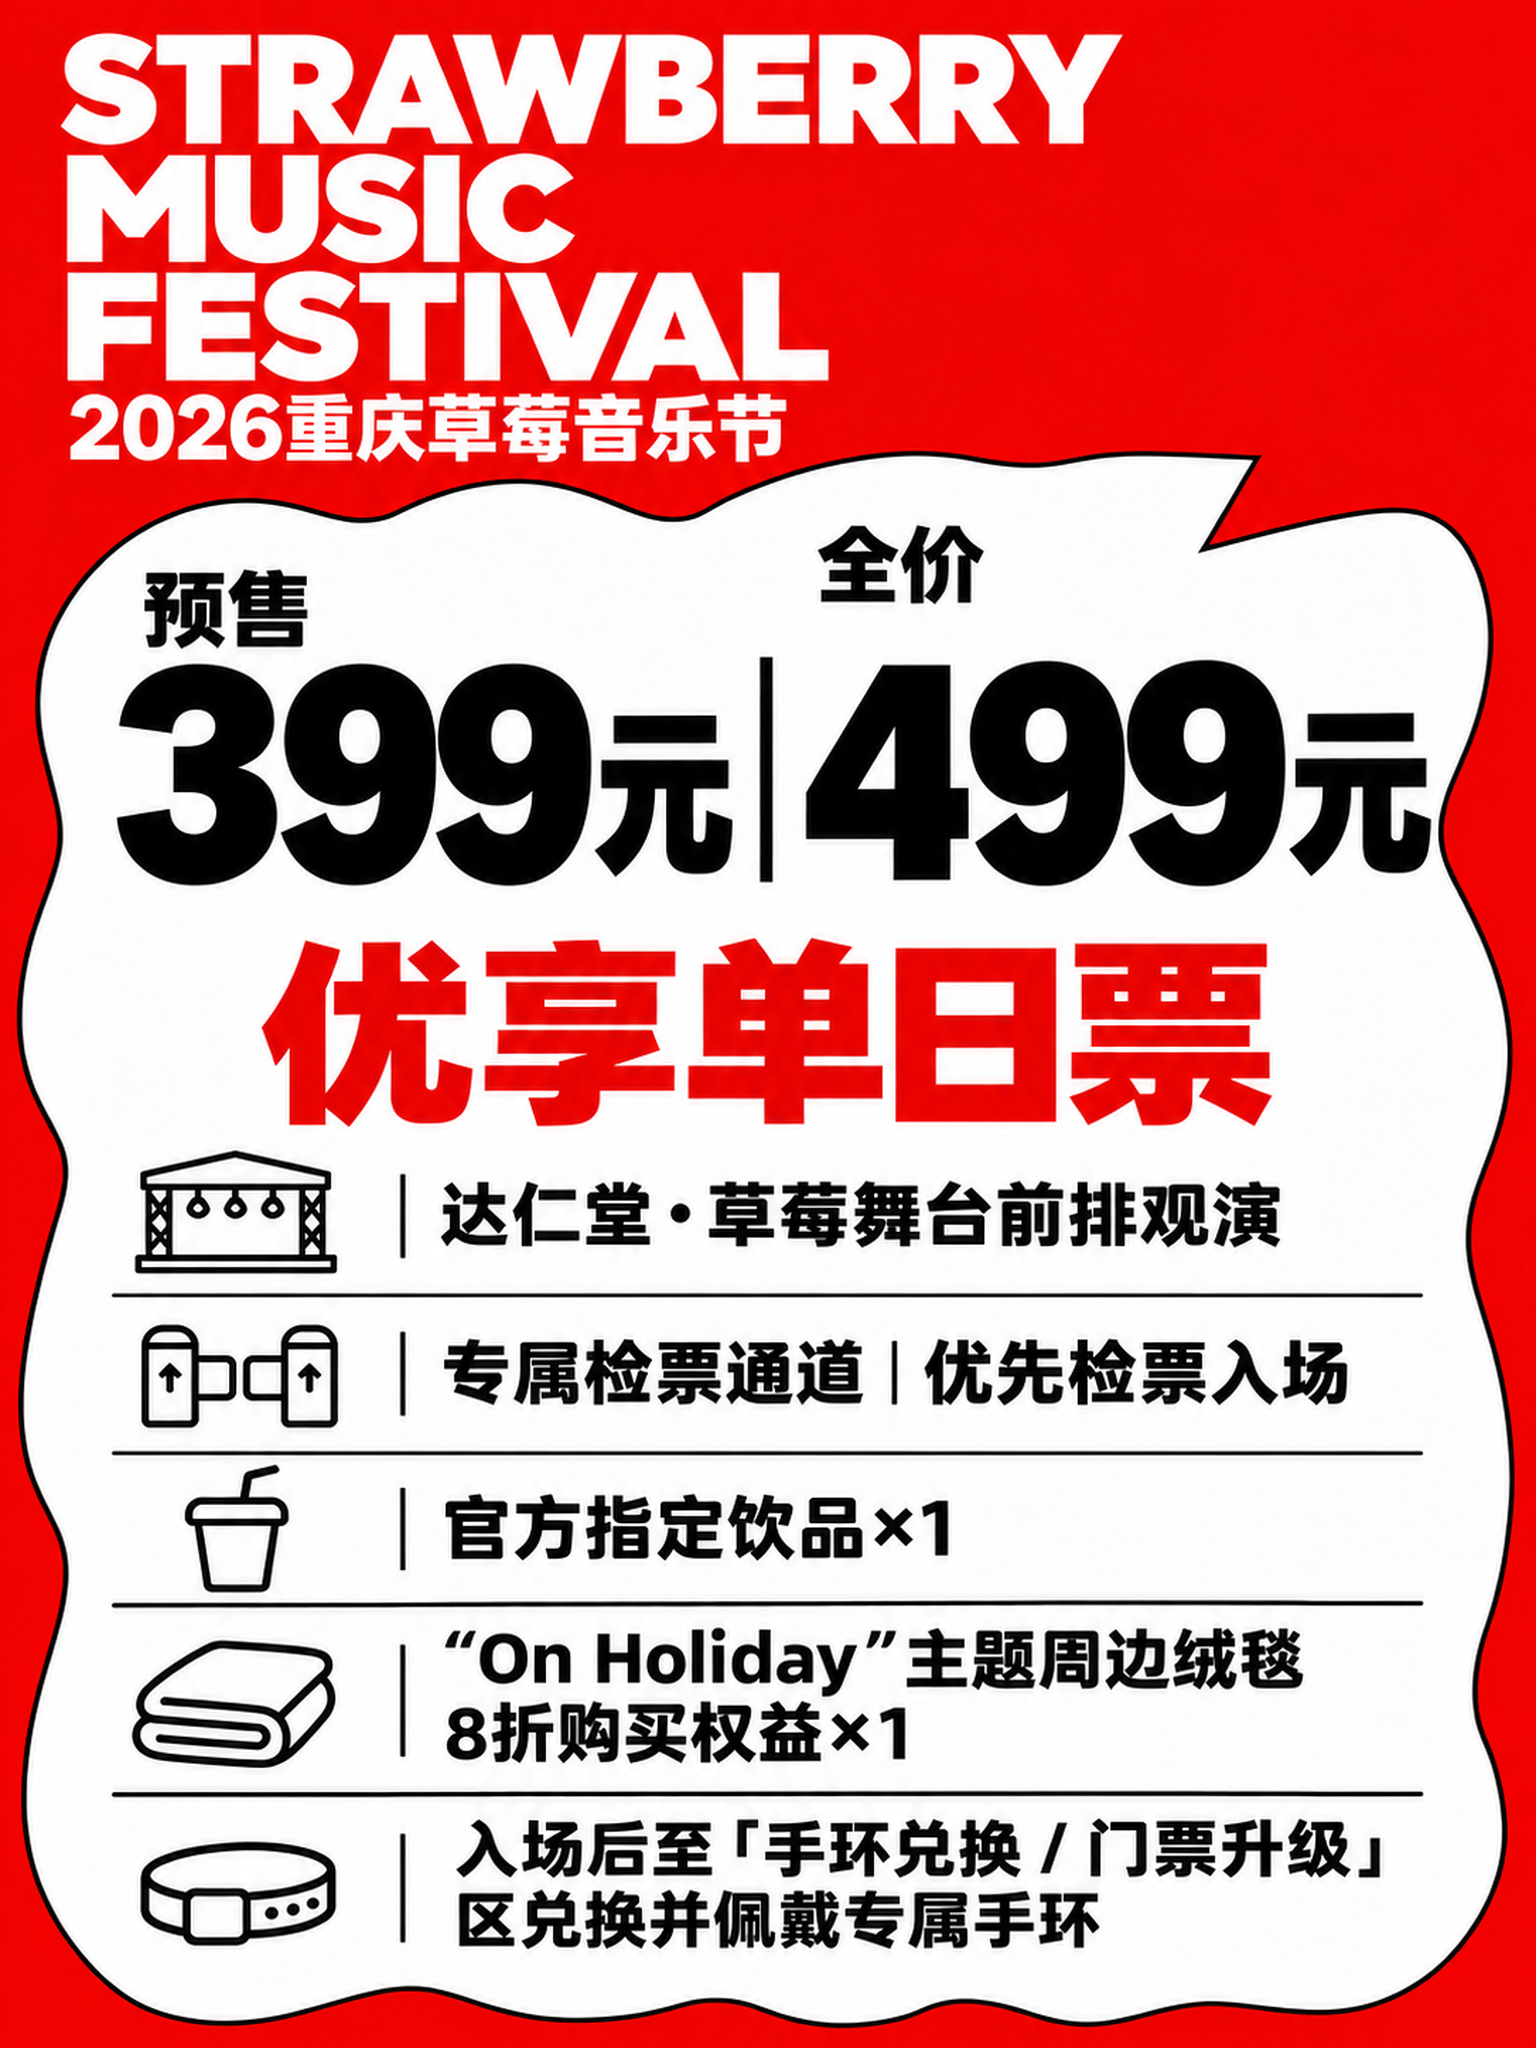 STRAWBERRY
MUSIC
FESTIVAL
2026重庆草莓音乐节
预售
399元
全价
499元
优享单日票
达仁堂·草莓舞台前排观演
专属检票通道｜优先检票入场
官方指定饮品×1
“On Holiday”主题周边绒毯
8折购买权益×1
入场后至「手环兑换 / 门票升级」
区兑换并佩戴专属手环